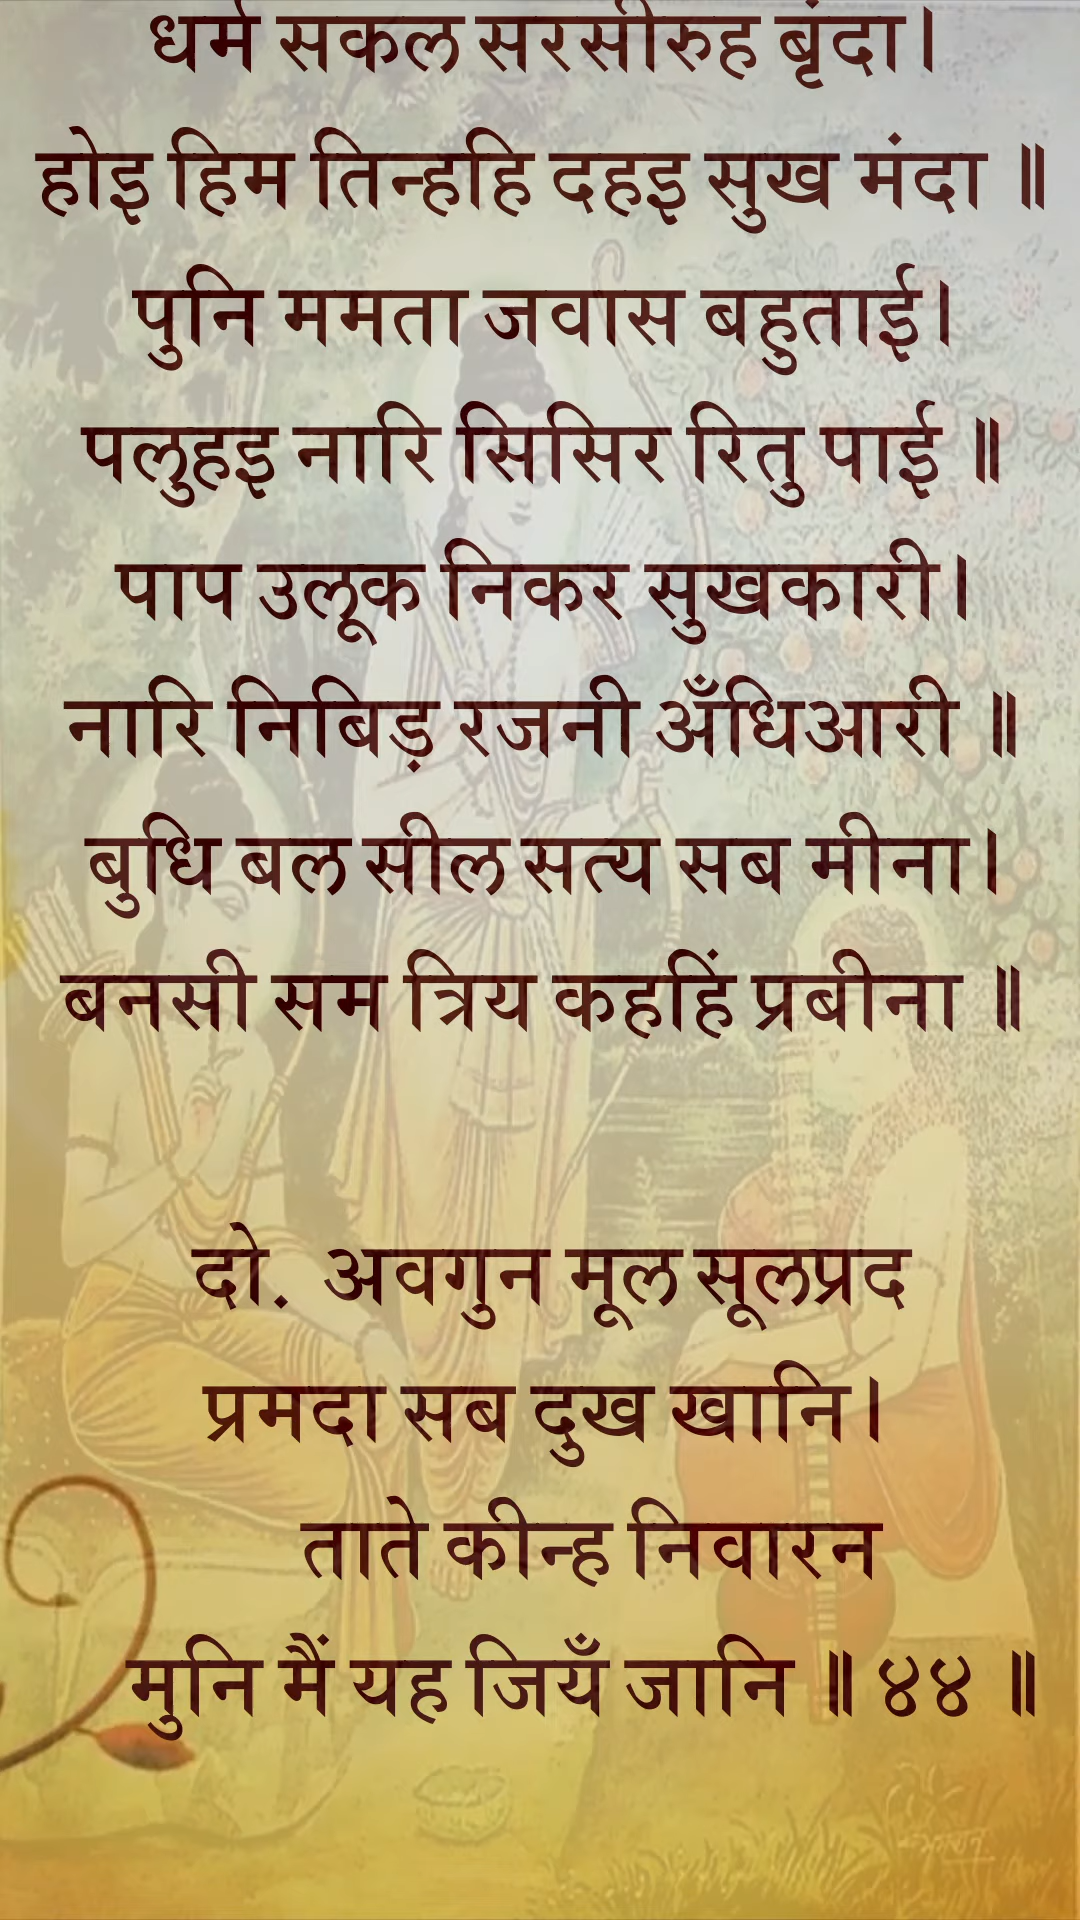 धर्म सकल सरसीरुह बृंदा।
होइ हिम तिन्हहि दहइ सुख मंदा ॥
पुनि ममता जवास बहुताई।
पलुहइ नारि सिसिर रितु पाई ॥
पाप उलूक निकर सुखकारी।
नारि निबिड़ रजनी अँधिआरी ॥
बुधि बल सील सत्य सब मीना।
बनसी सम त्रिय कहहिं प्रबीना ॥
दो. अवगुन मूल सूलप्रद
प्रमदा सब दुख खानि।
ताते कीन्ह निवारन
मुनि मैं यह जियँ जानि ॥ ४४ ॥